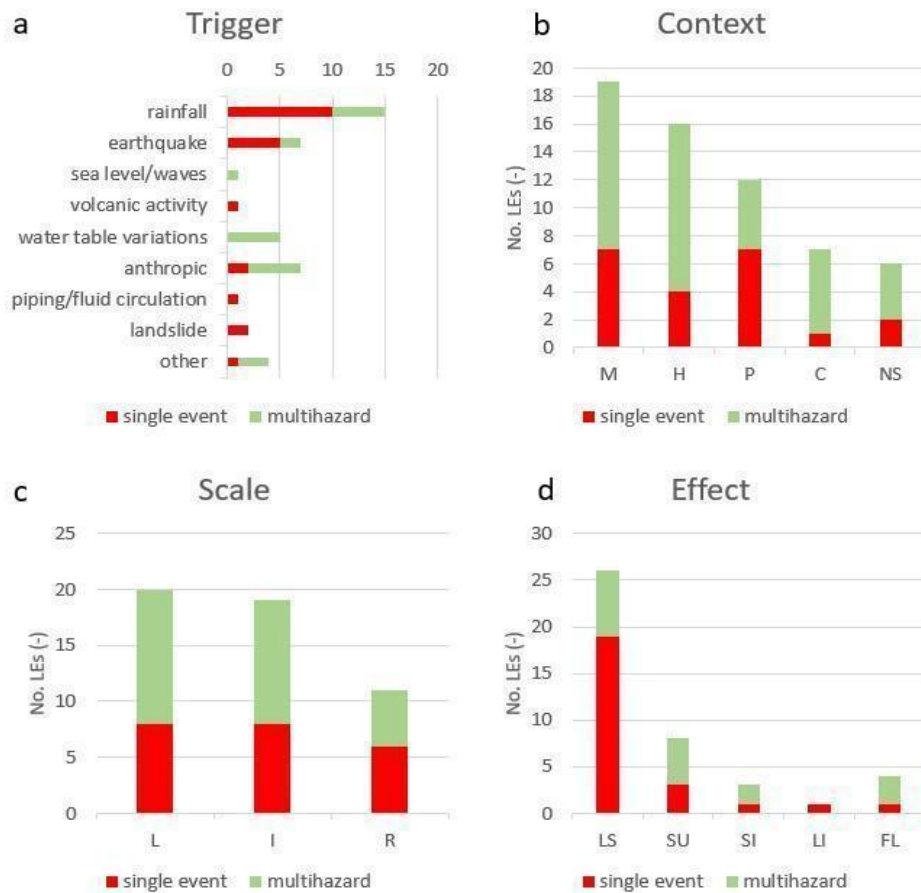 a
Trigger
0 5 10 15 20
rainfall
earthquake
sea level/waves
volcanic activity
water table variations
anthropic
piping/fluid circulation
landslide
other
single event multihazard
b
Context
No. LEs (-)
20
18
16
14
12
10
8
6
4
2
0
M H P C NS
single event multihazard
c
Scale
No. LEs (-)
25
20
15
10
5
0
L I R
single event multihazard
d
Effect
No. LEs (-)
30
25
20
15
10
5
0
LS SU SI LI FL
single event multihazard